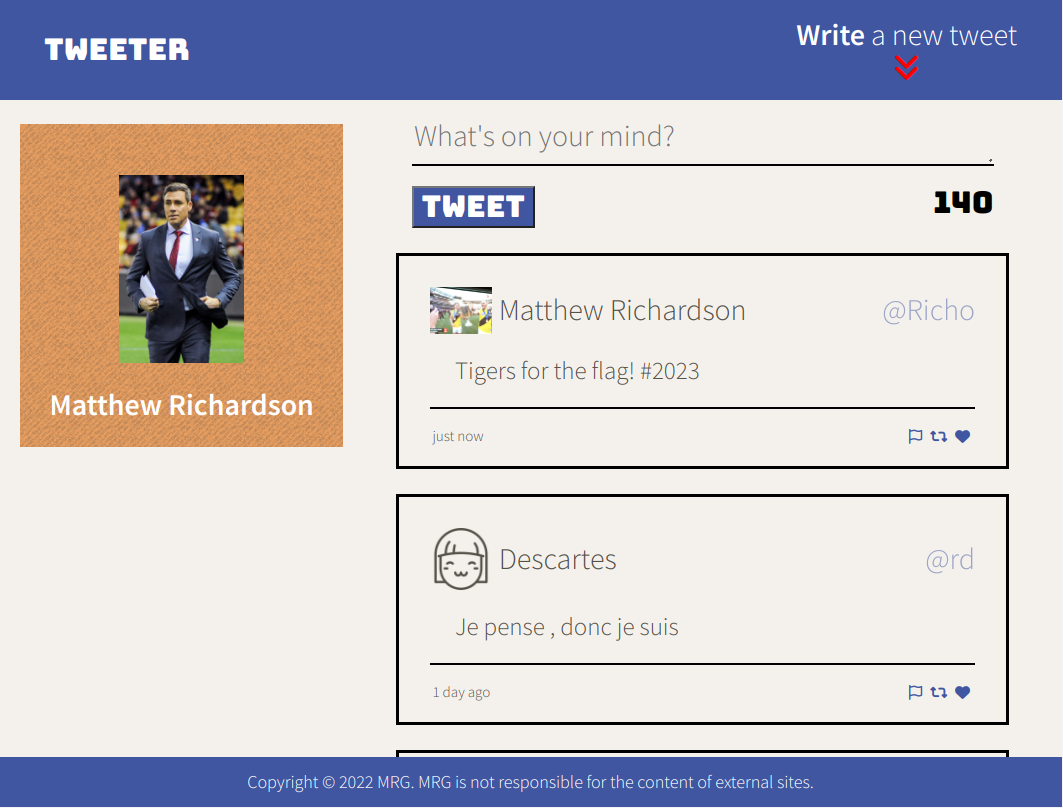 TWEETER
Write a new tweet
What's on your mind?
TWEET
140
Matthew Richardson
Matthew Richardson
@Richo
Tigers for the flag! #2023
just now
Descartes
@rd
Je pense , donc je suis
1 day ago
Copyright © 2022 MRG. MRG is not responsible for the content of external sites.